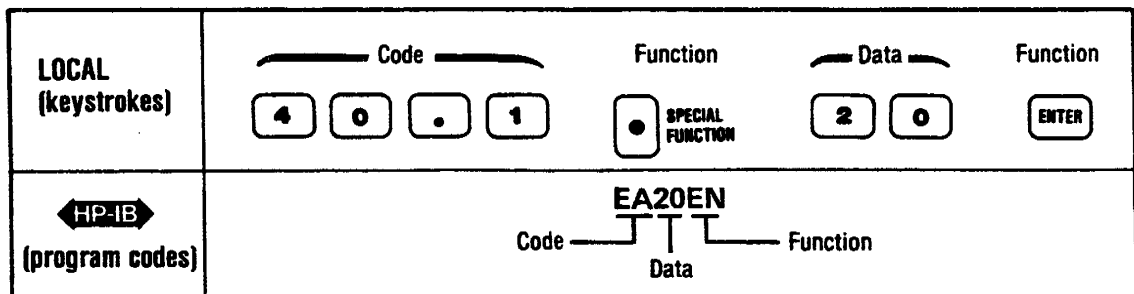 LOCAL
(keystrokes)
Code Function Data Function
4 0 . 1 SPECIAL FUNCTION 2 0 ENTER
HP-IB
(program codes)
EA20EN
Code Function
Data